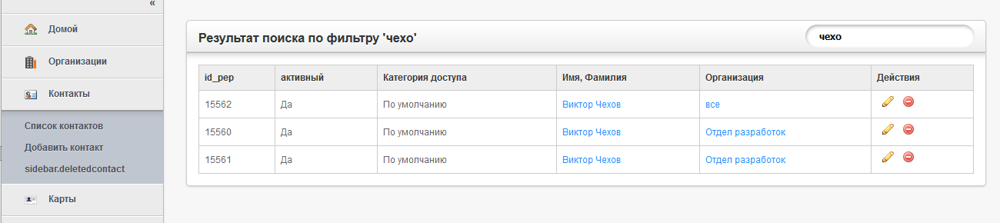 «
Домой
Организации
Контакты
Список контактов
Добавить контакт
sidebar.deletedcontact
Карты
Результат поиска по фильтру 'чехо'
чехо
id_pep активный Категория доступа Имя, Фамилия Организация Действия
15562 Да По умолчанию Виктор Чехов все
15560 Да По умолчанию Виктор Чехов Отдел разработок
15561 Да По умолчанию Виктор Чехов Отдел разработок